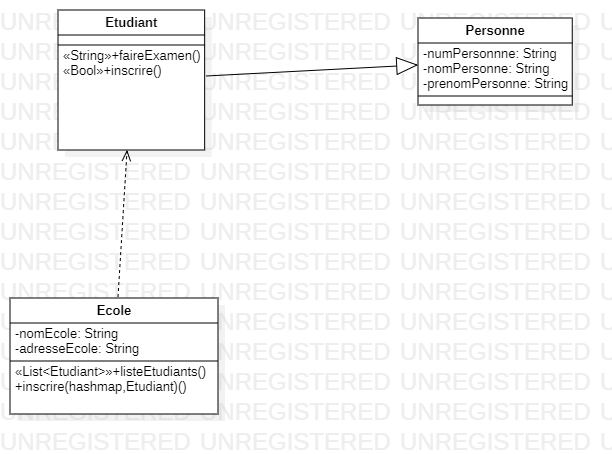 Etudiant
«String»+faireExamen()
«Bool»+inscrire()
Personne
-numPersonnne: String
-nomPersonne: String
-prenomPersonne: String
Ecole
-nomEcole: String
-adresseEcole: String
«List<Etudiant>»+listeEtudiants()
+inscrire(hashmap,Etudiant)()
UNREGISTERED UNREGISTERED UNREGISTERED UNREGISTERED